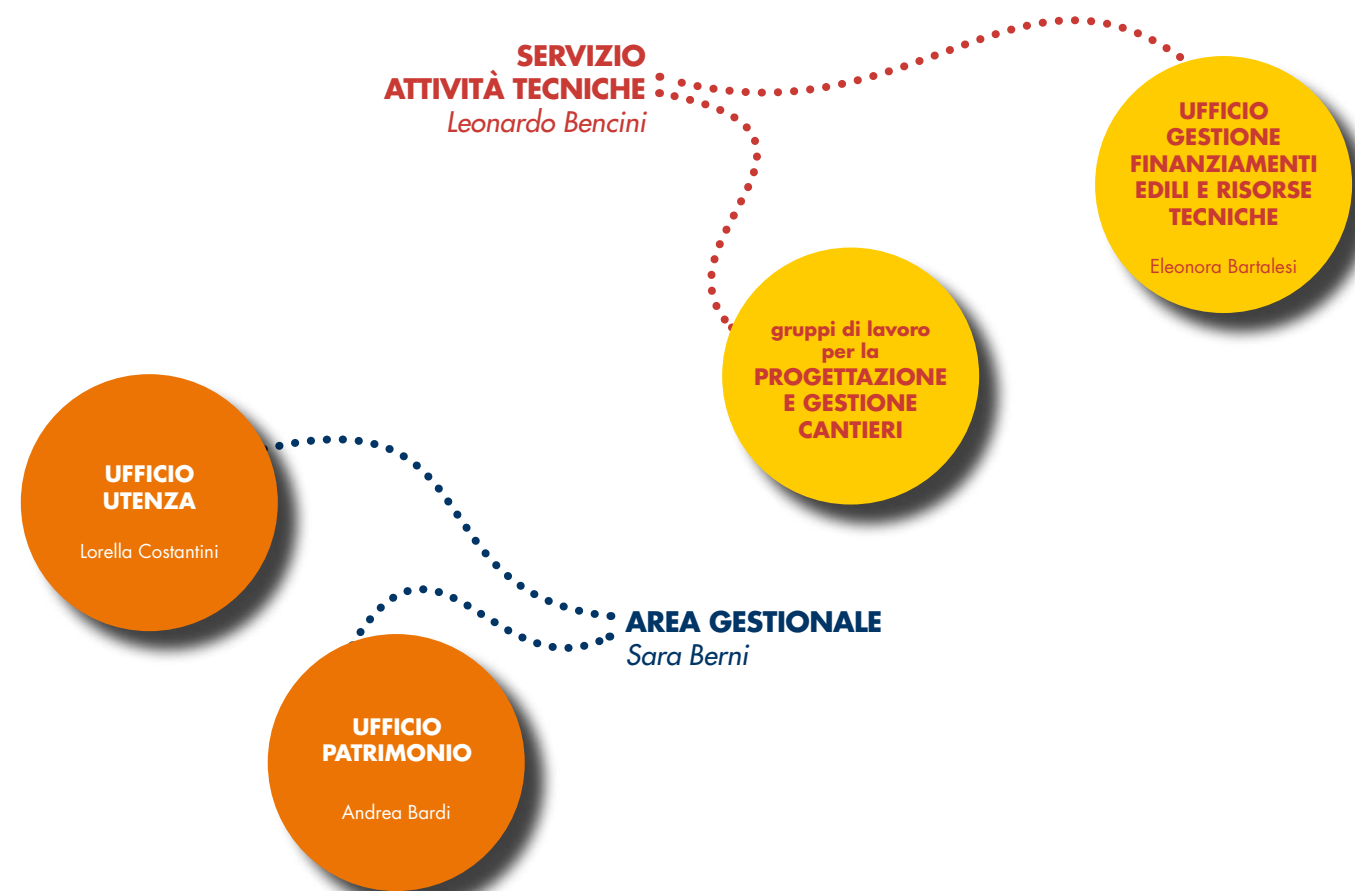 SERVIZIO
ATTIVITÀ TECNICHE
Leonardo Bencini
UFFICIO
GESTIONE
FINANZIAMENTI
EDILI E RISORSE
TECNICHE
Eleonora Bartalesi
gruppi di lavoro
per la
PROGETTAZIONE
E GESTIONE
CANTIERI
UFFICIO
UTENZA
Lorella Costantini
AREA GESTIONALE
Sara Berni
UFFICIO
PATRIMONIO
Andrea Bardi